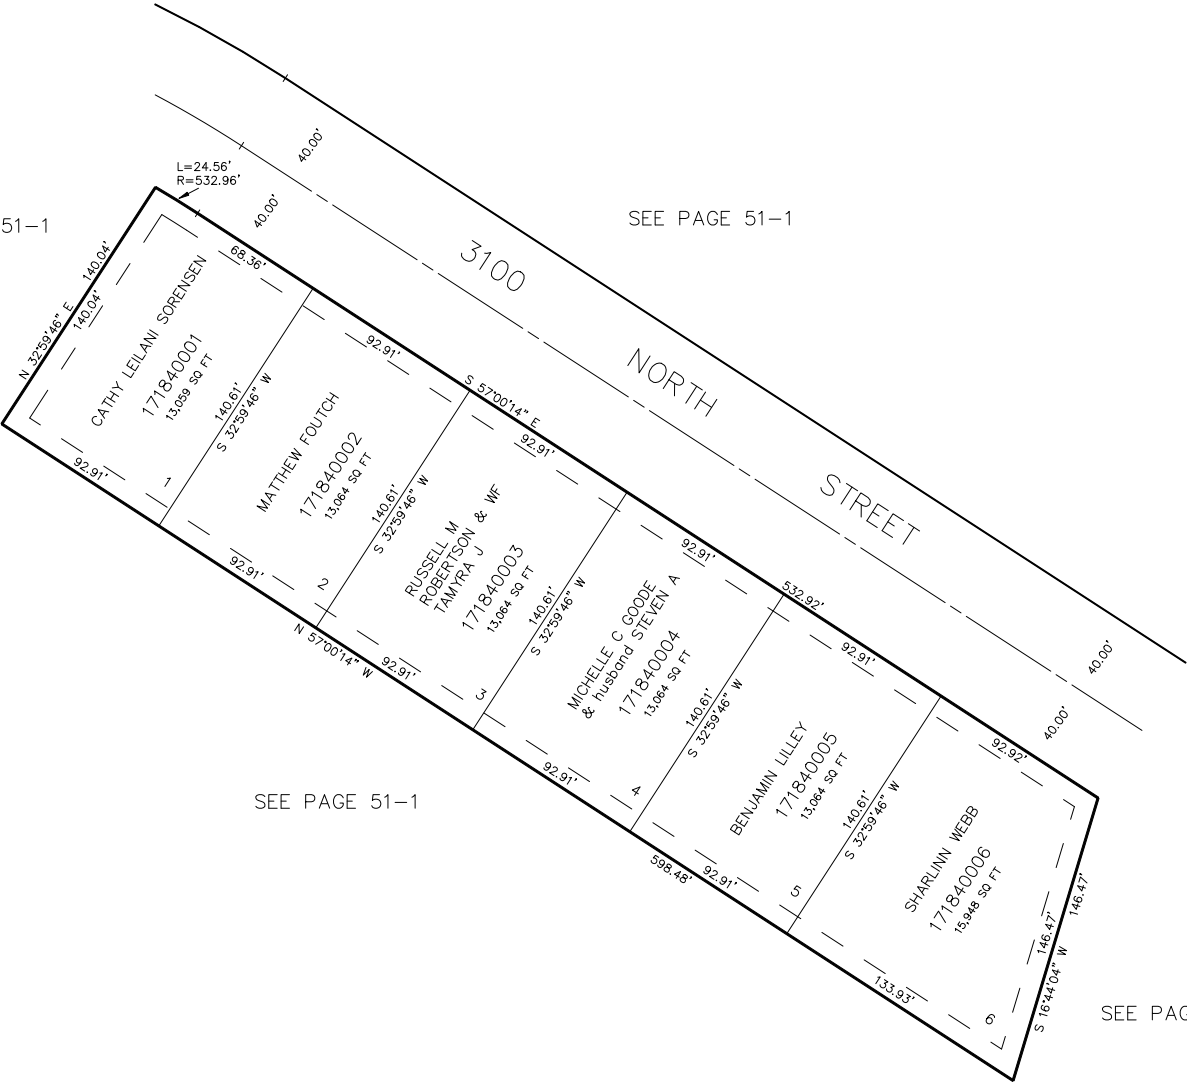 L=24.56'
R=532.96'
40.00'
40.00'
51-1
SEE PAGE 51-1
3100
NORTH
STREET
140.04'
N 32°59'46" E
140.04'
68.36'
CATHY LEILANI SORENSEN
171840001
13,059 SQ FT
92.91'
1
140.61'
S 32°59'46" W
92.91'
MATTHEW FOUTCH
171840002
13,064 SQ FT
92.91'
2
S 57°00'14" E
140.61'
S 32°59'46" W
92.91'
RUSSELL M
ROBERTSON & WF
TAMYRA J
171840003
13,064 SQ FT
N 57°00'14" W
92.91'
3
140.61'
S 32°59'46" W
92.91'
MICHELLE C GOODE
& husband STEVEN A
171840004
13,064 SQ FT
92.91'
4
532.92'
140.61'
S 32°59'46" W
92.91'
BENJAMIN LILLEY
171840005
13,064 SQ FT
598.48'
92.91'
5
140.61'
S 32°59'46" W
40.00'
40.00'
92.92'
SHARLINN WEBB
171840006
15,948 SQ FT
133.93'
6
146.47'
146.47'
S 16°44'04" W
SEE PAGE 51-1
SEE PAG